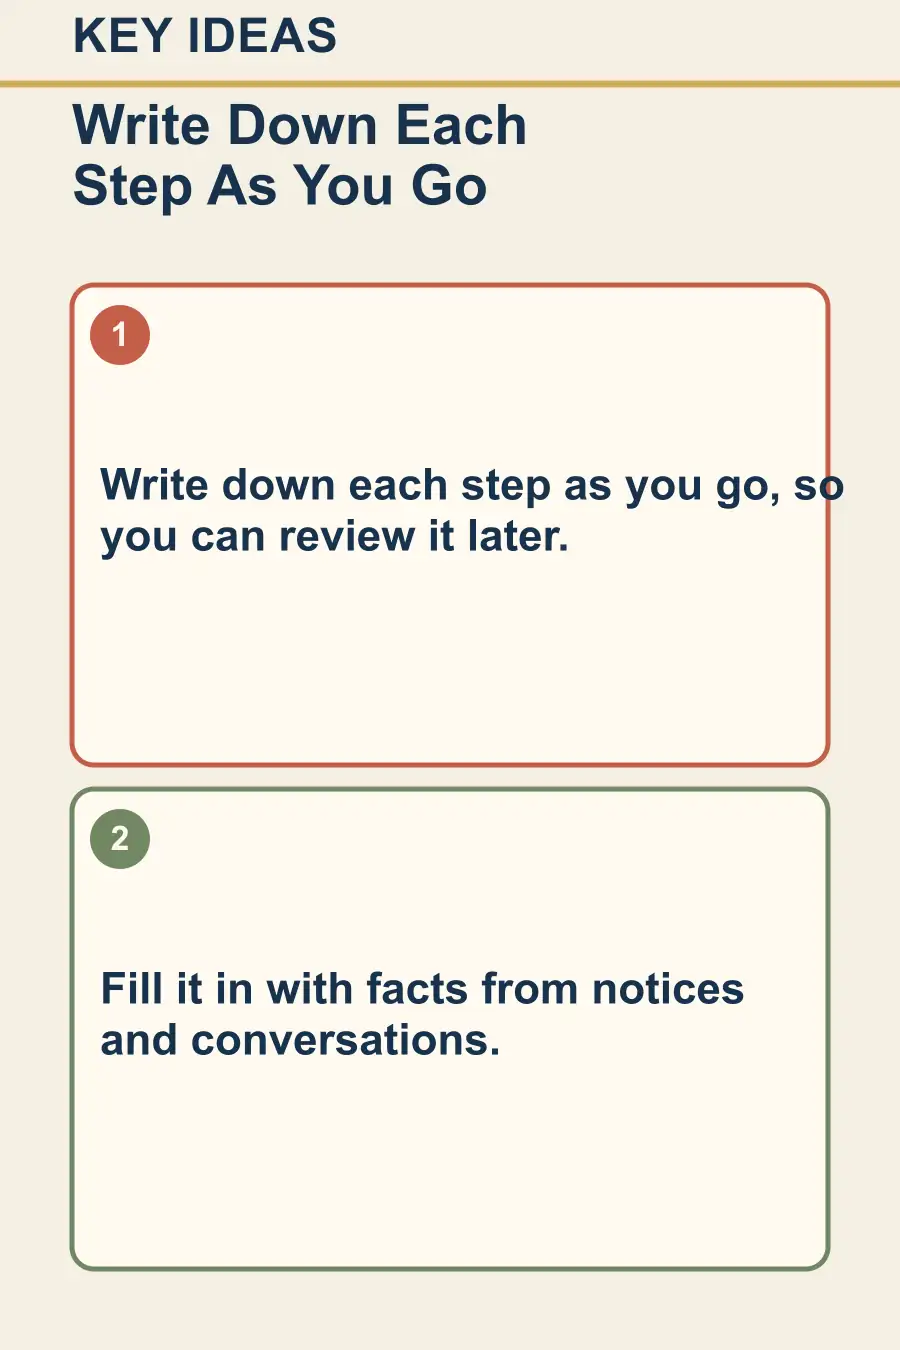 KEY IDEAS
Write Down Each
Step As You Go
1
Write down each step as you go, so
you can review it later.
2
Fill it in with facts from notices
and conversations.